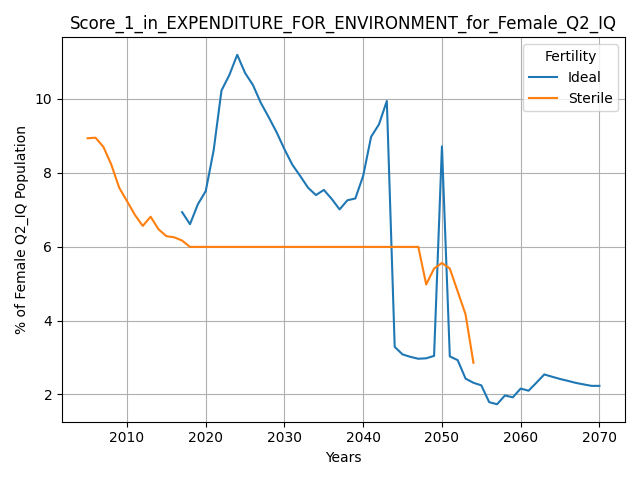 Score_1_in_EXPENDITURE_FOR_ENVIRONMENT_for_Female_Q2_IQ
Fertility
Ideal
Sterile
% of Female Q2_IQ Population
10
8
6
4
2
2010 2020 2030 2040 2050 2060 2070
Years